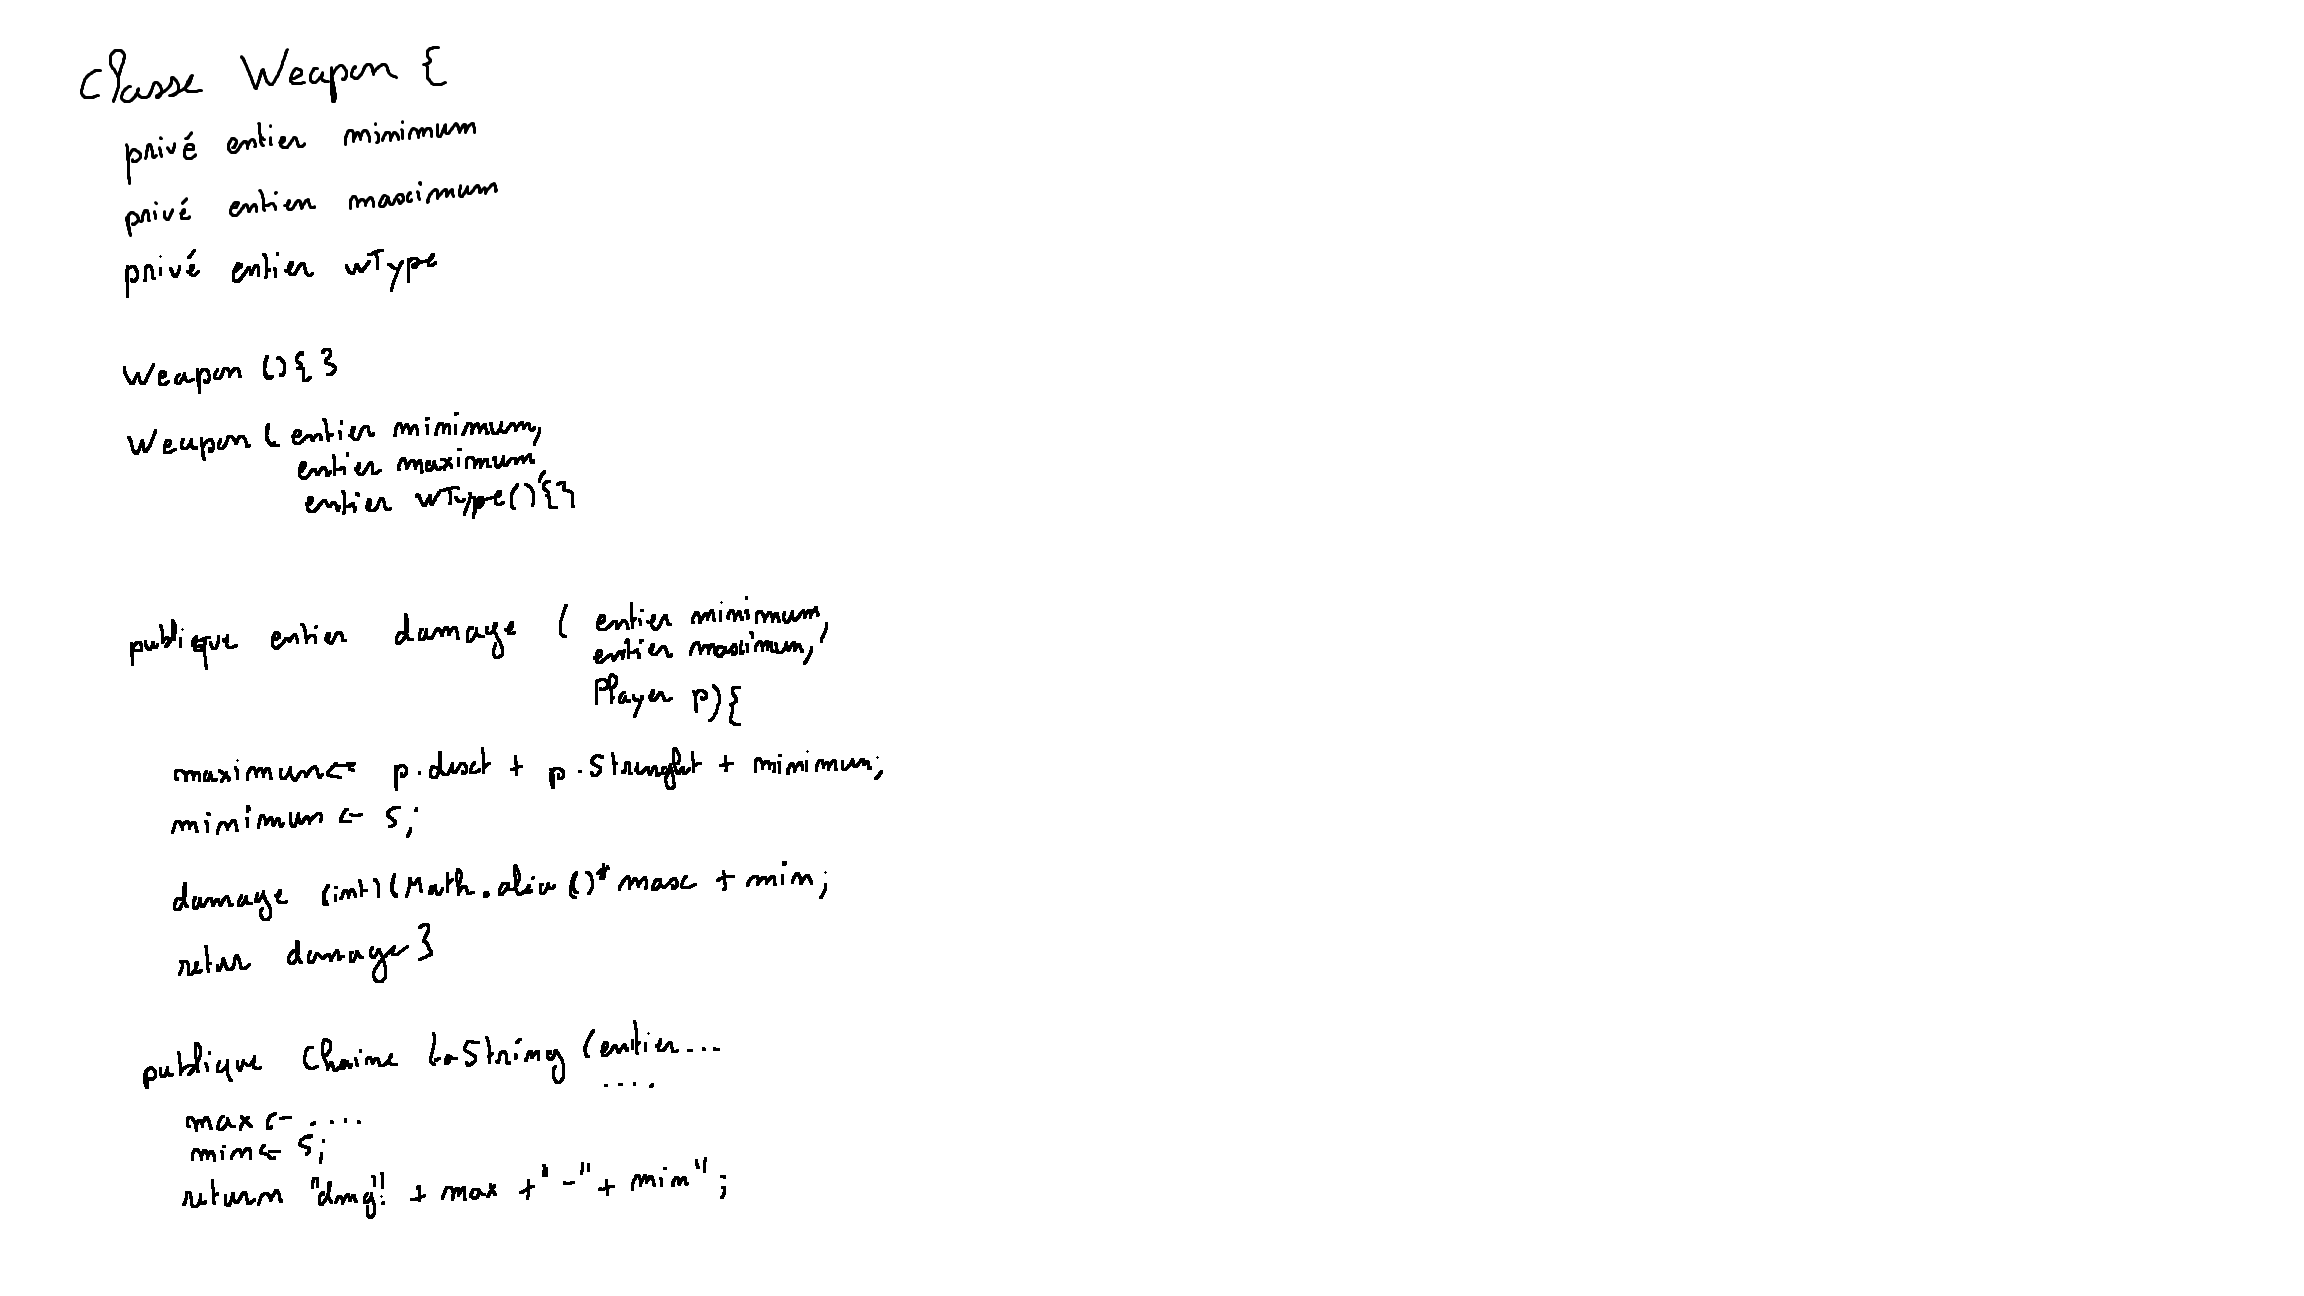 Classe Weapon {
privé entier minimum
privé entier maximum
privé entier wType
Weapon (){ }
Weapon ( entier minimum,
entier maximum
entier wType(){}
publique entier damage ( entier minimum,
entier maximum,
Player p){
maximum <= p.dext + p.Strenght + minimum;
minimum <- 5;
damage (int)(Math.aléa()* max + min;
retur damage }
publique Chaine toString (entier...
....
max <- ....
min <= 5;
return "dmg": + max +" -" + min" ;